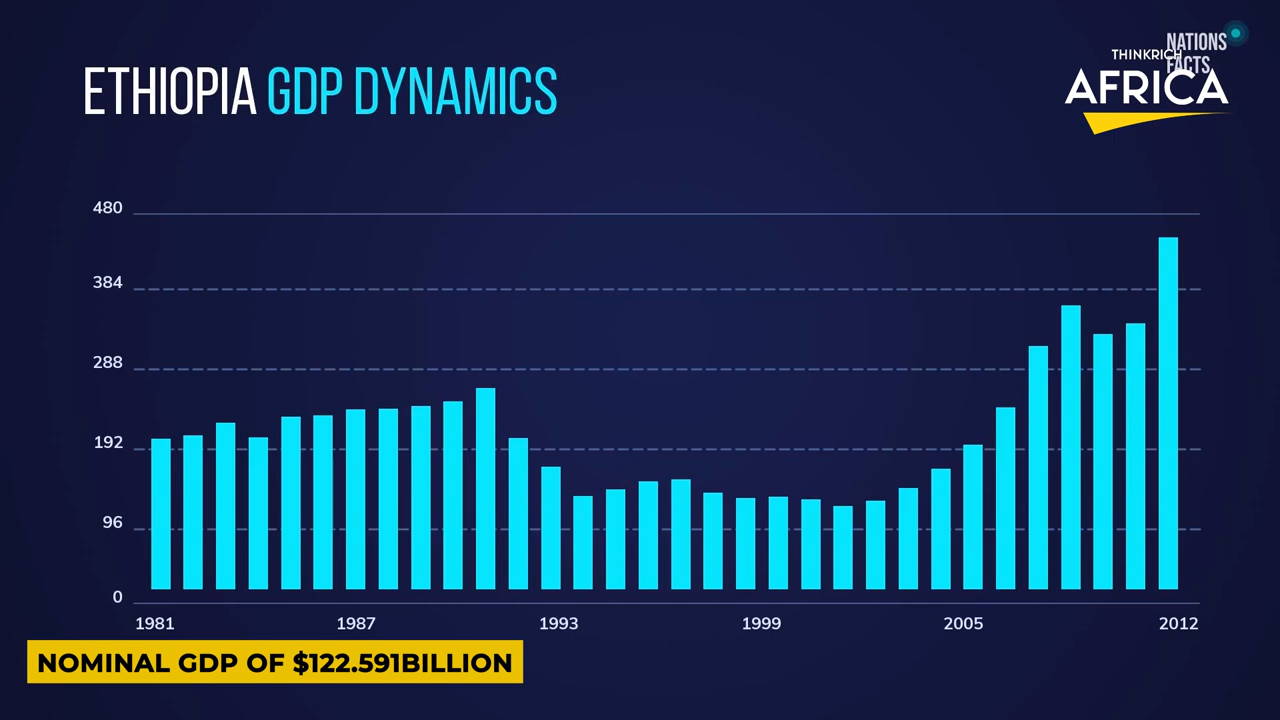 NATIONS
THINKRICH
FACTS
ETHIOPIA GDP DYNAMICS
AFRICA
480
384
288
192
96
0
1981 1987 1993 1999 2005 2012
NOMINAL GDP OF $122.591BILLION